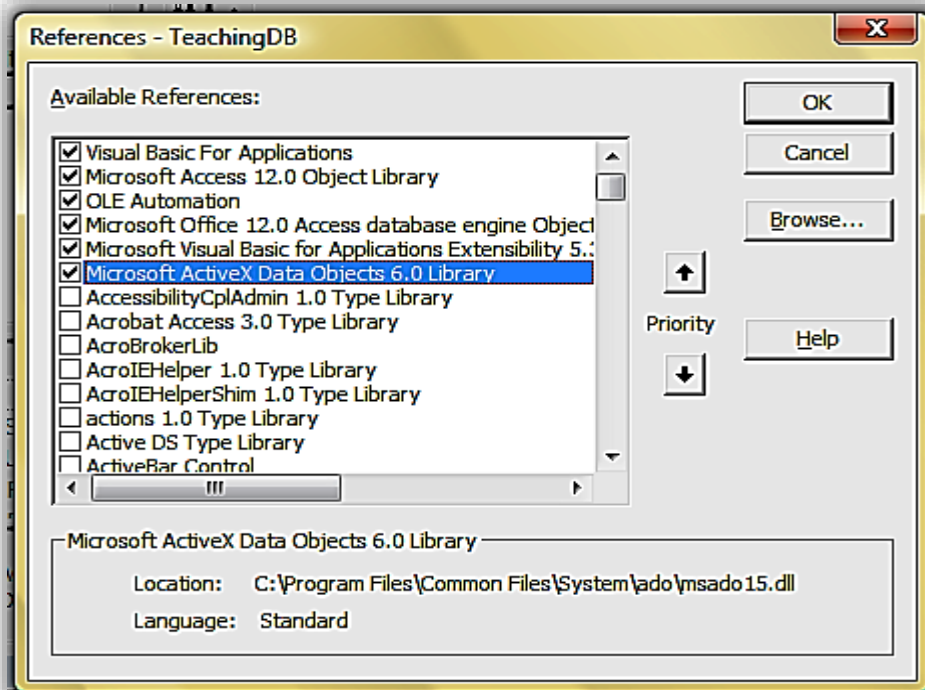 References - TeachingDB
Available References:
Visual Basic For Applications
Microsoft Access 12.0 Object Library
OLE Automation
Microsoft Office 12.0 Access database engine Object
Microsoft Visual Basic for Applications Extensibility 5.
Microsoft ActiveX Data Objects 6.0 Library
AccessibilityCplAdmin 1.0 Type Library
Acrobat Access 3.0 Type Library
AcroBrokerLib
AcroIEHelper 1.0 Type Library
AcroIEHelperShim 1.0 Type Library
actions 1.0 Type Library
Active DS Type Library
ActiveBar Control
OK
Cancel
Browse...
Priority
Help
Microsoft ActiveX Data Objects 6.0 Library
Location: C:\Program Files\Common Files\System\ado\msado15.dll
Language: Standard